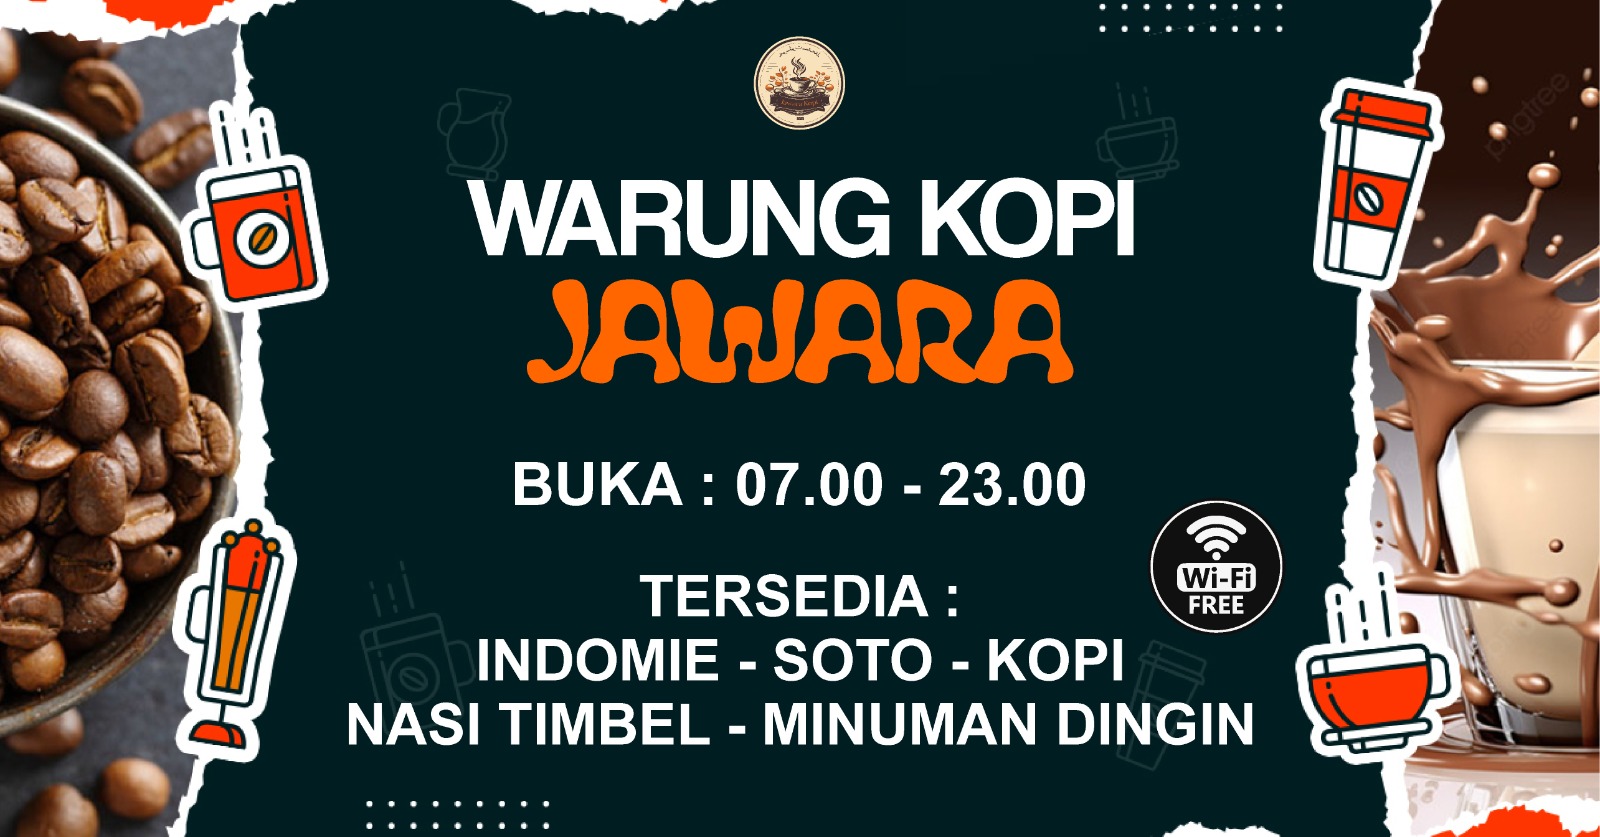 WARUNG KOPI
JAWARA
BUKA : 07.00 - 23.00
Wi-Fi
FREE
TERSEDIA :
INDOMIE - SOTO - KOPI
NASI TIMBEL - MINUMAN DINGIN
pngtree